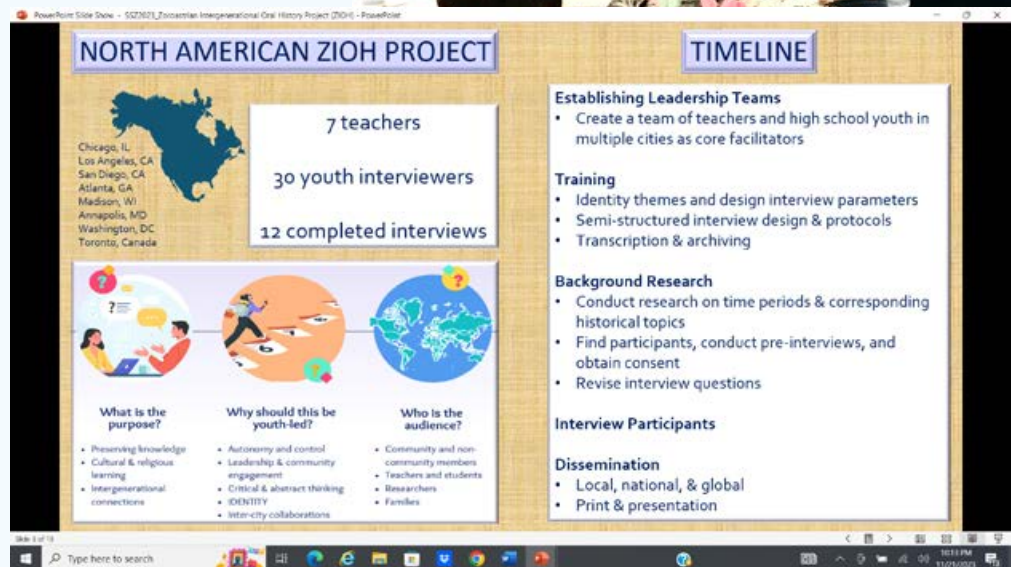 PowerPoint Slide Show - SSZ2023_Zoroastrian Intergenerational Oral History Project (ZIOH) - PowerPoint
NORTH AMERICAN ZIOH PROJECT
Chicago, IL
Los Angeles, CA
San Diego, CA
Atlanta, GA
Madison, WI
Annapolis, MD
Washington, DC
Toronto, Canada
7 teachers
30 youth interviewers
12 completed interviews
What is the
purpose?
• Preserving knowledge
• Cultural & religious
learning
• Intergenerational
connections
Why should this be
youth-led?
• Autonomy and control
• Leadership & community
engagement
• Critical & abstract thinking
• IDENTITY
• Inter-city collaborations
Who is the
audience?
• Community and non-
community members
• Teachers and students
• Researchers
• Families
TIMELINE
Establishing Leadership Teams
• Create a team of teachers and high school youth in
multiple cities as core facilitators
Training
• Identity themes and design interview parameters
• Semi-structured interview design & protocols
• Transcription & archiving
Background Research
• Conduct research on time periods & corresponding
historical topics
• Find participants, conduct pre-interviews, and
obtain consent
• Revise interview questions
Interview Participants
Dissemination
• Local, national, & global
• Print & presentation
Type here to search
10:13 PM